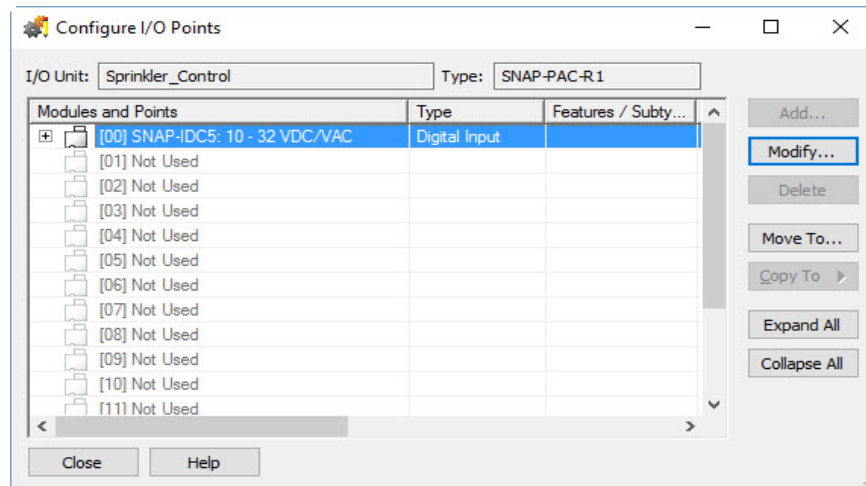 Configure I/O Points
I/O Unit: Sprinkler_Control Type: SNAP-PAC-R1
Modules and Points Type Features / Subty...
[00] SNAP-IDC5: 10 - 32 VDC/VAC Digital Input
[01] Not Used
[02] Not Used
[03] Not Used
[04] Not Used
[05] Not Used
[06] Not Used
[07] Not Used
[08] Not Used
[09] Not Used
[10] Not Used
[11] Not Used
Add...
Modify...
Delete
Move To...
Copy To
Expand All
Collapse All
Close Help